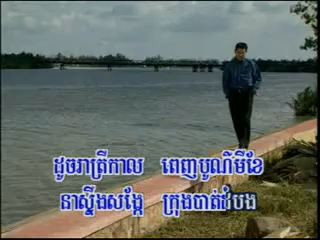 ដូចរាត្រីកាល ពេញបូណ៌មីខែ
នាស្ទឹងសង្កែ ក្រុងបាត់ដំបង